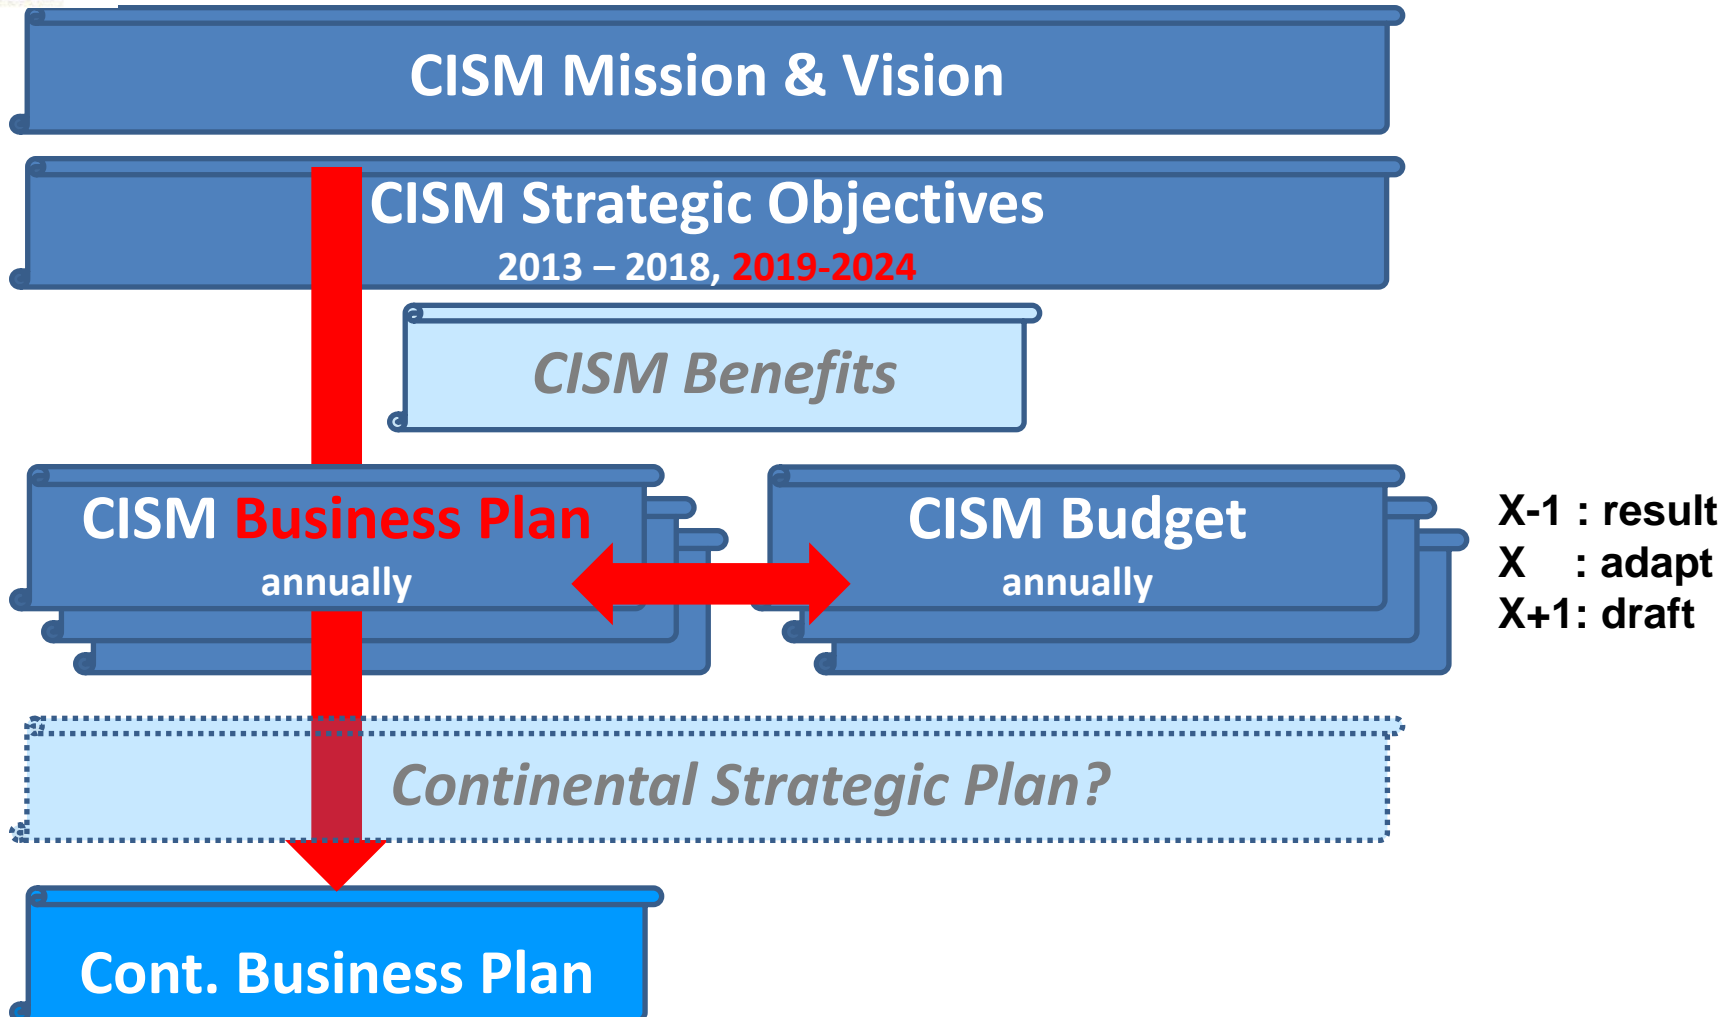 CISM Mission & Vision
CISM Strategic Objectives
2013 – 2018, 2019-2024
CISM Benefits
CISM Business Plan
annually
CISM Budget
annually
X-1 : result
X : adapt
X+1: draft
Continental Strategic Plan?
Cont. Business Plan